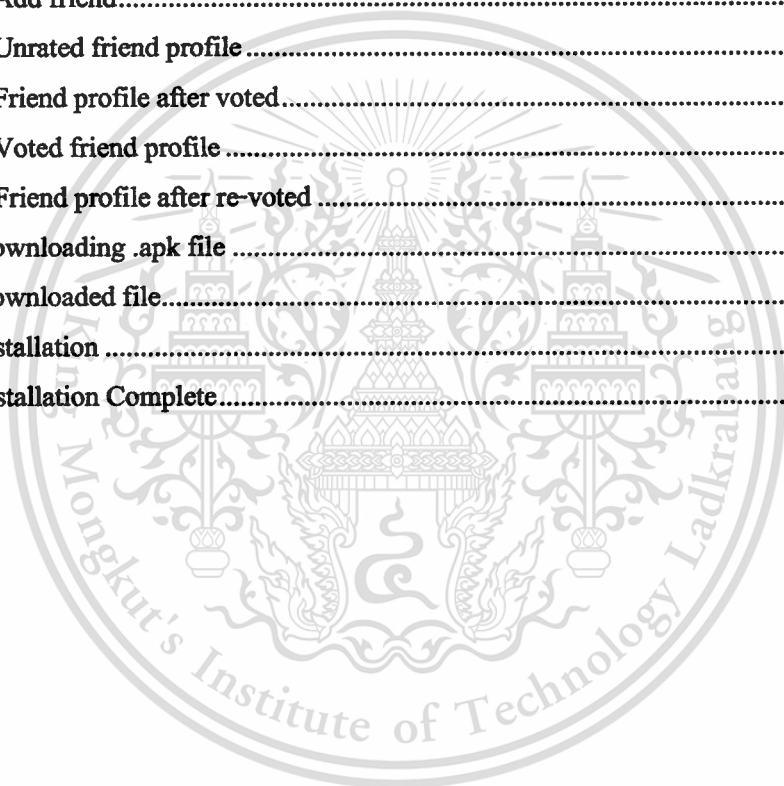 Add friend
Unrated friend profile
Friend profile after voted
Voted friend profile
Friend profile after re-voted
ownloading .apk file
ownloaded file
stallation
stallation Complete
King Mongkut's Institute of Technology Ladkrabang